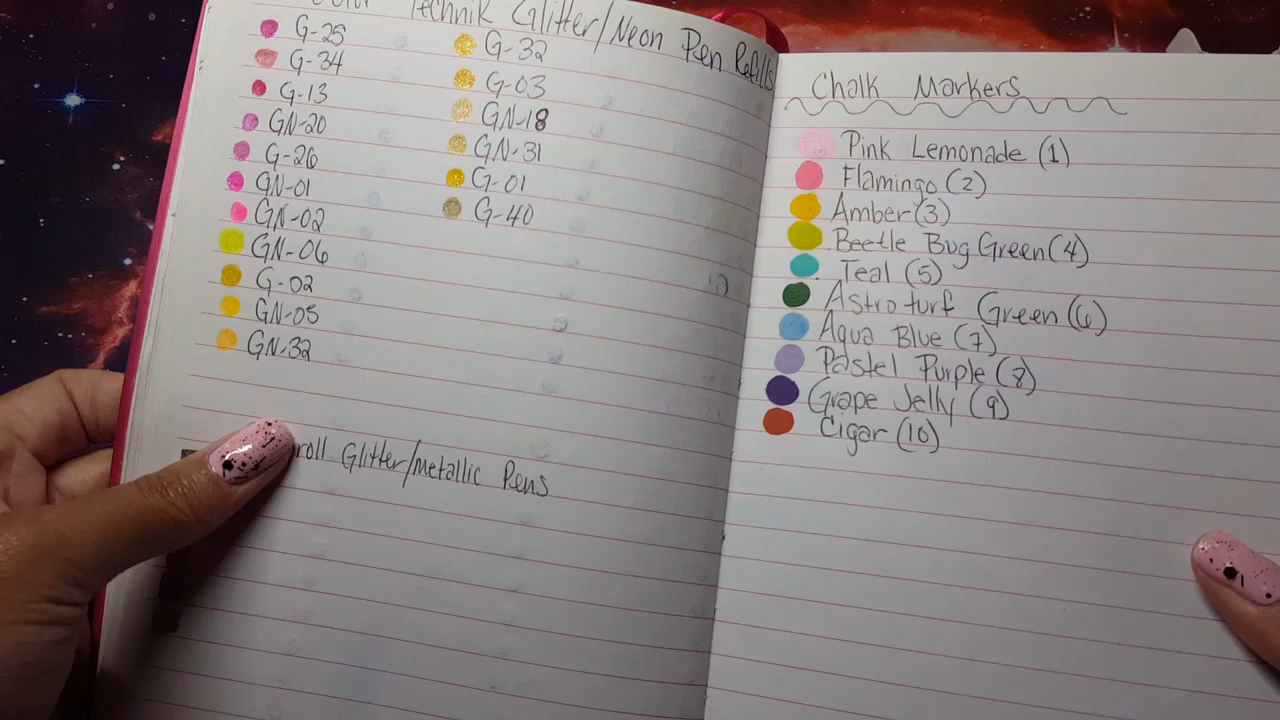 Technik Glitter/Neon Pen Refills
G-25
G-34
G-13
GN-20
G-26
GN-01
GN-02
GN-06
G-02
GN-05
GN-32
G-32
G-03
GN-18
GN-31
G-01
G-40
roll Glitter/metallic Pens
Chalk Markers
Pink Lemonade (1)
Flamingo (2)
Amber (3)
Beetle Bug Green (4)
Teal (5)
Astro turf Green (6)
Aqua Blue (7)
Pastel Purple (8)
Grape Jelly (9)
Cigar (10)